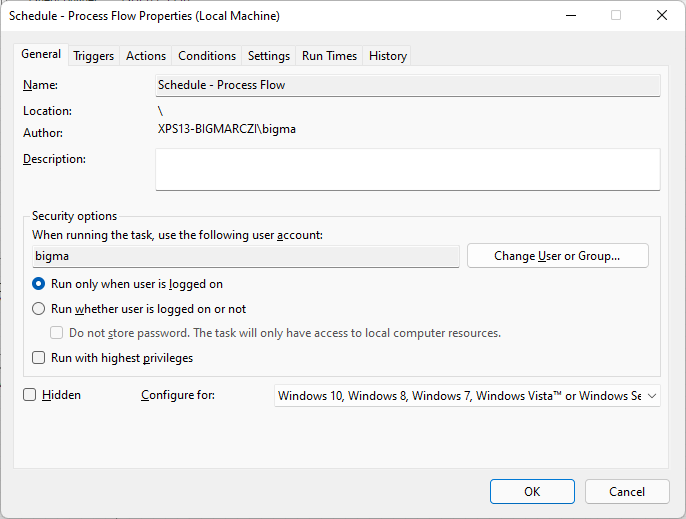 Schedule - Process Flow Properties (Local Machine)
General Triggers Actions Conditions Settings Run Times History
Name: Schedule - Process Flow
Location: \
Author: XPS13-BIGMARCZI\bigma
Description:
Security options
When running the task, use the following user account:
bigma Change User or Group...
Run only when user is logged on
Run whether user is logged on or not
Do not store password. The task will only have access to local computer resources.
Run with highest privileges
Hidden Configure for: Windows 10, Windows 8, Windows 7, Windows Vista™ or Windows Se
OK Cancel